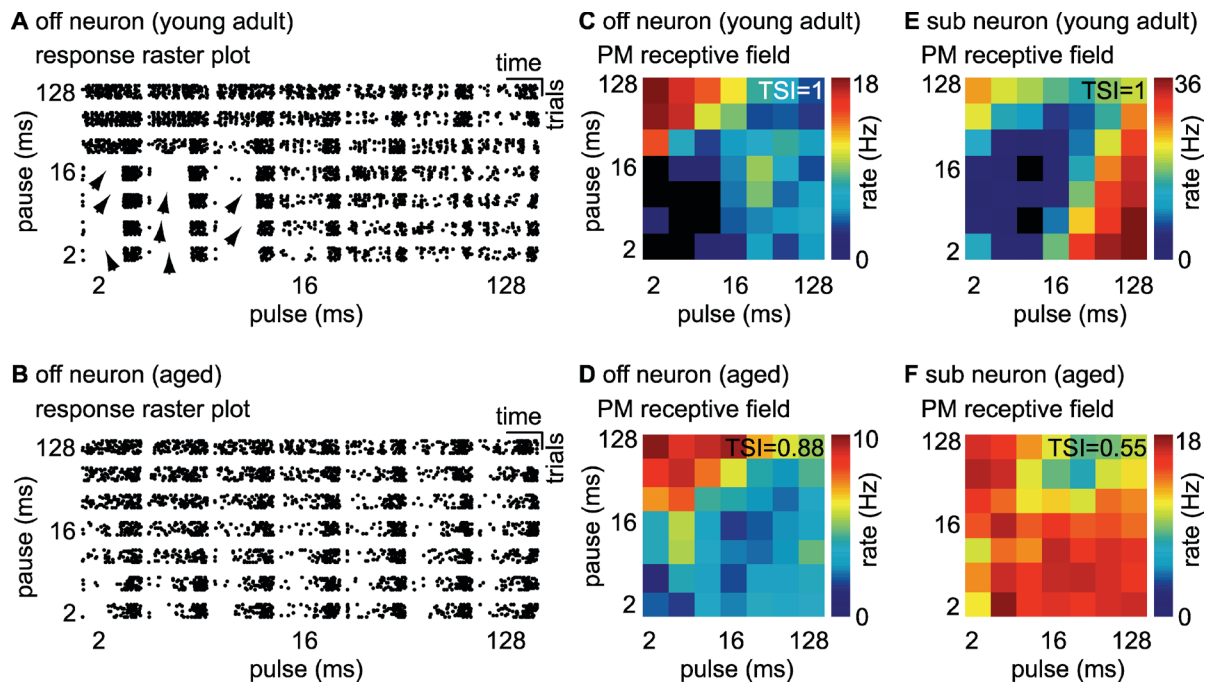 A off neuron (young adult)
response raster plot
time
trials
128
16
2
pause (ms)
2 16 128
pulse (ms)
C off neuron (young adult)
PM receptive field
TSI=1
128
16
2
pause (ms)
2 16 128
pulse (ms)
18
0
rate (Hz)
E sub neuron (young adult)
PM receptive field
TSI=1
128
16
2
2 16 128
pulse (ms)
36
0
rate (Hz)
B off neuron (aged)
response raster plot
time
trials
128
16
2
pause (ms)
2 16 128
pulse (ms)
D off neuron (aged)
PM receptive field
TSI=0.88
128
16
2
pause (ms)
2 16 128
pulse (ms)
10
0
rate (Hz)
F sub neuron (aged)
PM receptive field
TSI=0.55
128
16
2
2 16 128
pulse (ms)
18
0
rate (Hz)